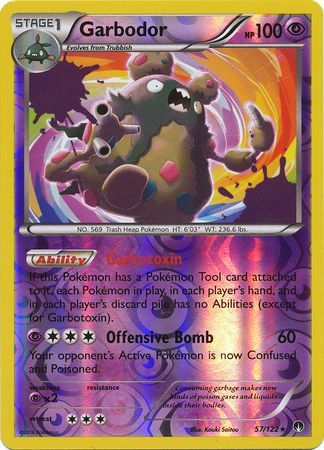 STAGE1
Garbodor
HP100
Evolves from Trubbish
NO. 569 Trash Heap Pokémon HT: 6'03" WT: 236.6 lbs.
Ability Garbotoxin
If this Pokémon has a Pokémon Tool card attached
to it, each Pokémon in play, in each player's hand, and
in each player's discard pile has no Abilities (except
for Garbotoxin).
Offensive Bomb 60
Your opponent's Active Pokémon is now Confused
and Poisoned.
weakness resistance
×2
retreat
Consuming garbage makes new
kinds of poison gases and liquids
inside their bodies.
©2016 Pokémon
Illus. Kouki Saitou
57/122 ★